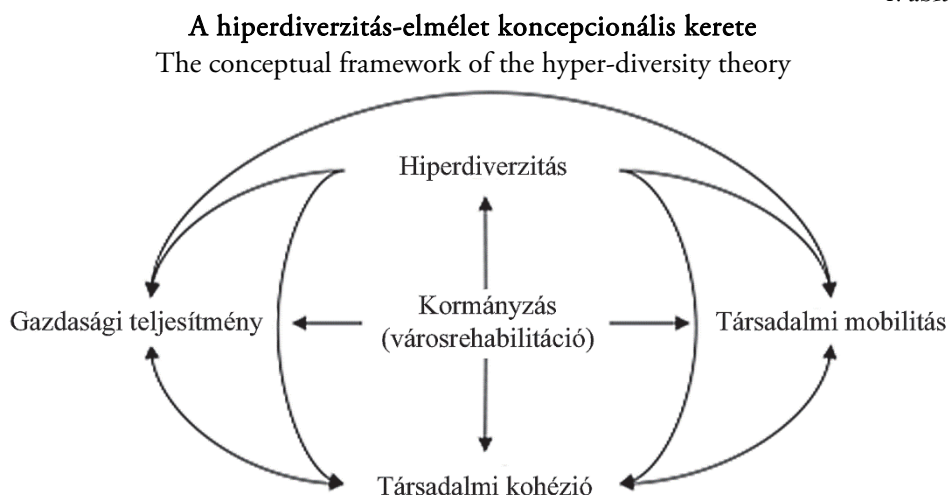 A hiperdiverzitás-elmélet koncepcionális kerete
The conceptual framework of the hyper-diversity theory
Hiperdiverzitás
Kormányzás
(városrehabilitáció)
Gazdasági teljesítmény
Társadalmi mobilitás
Társadalmi kohézió